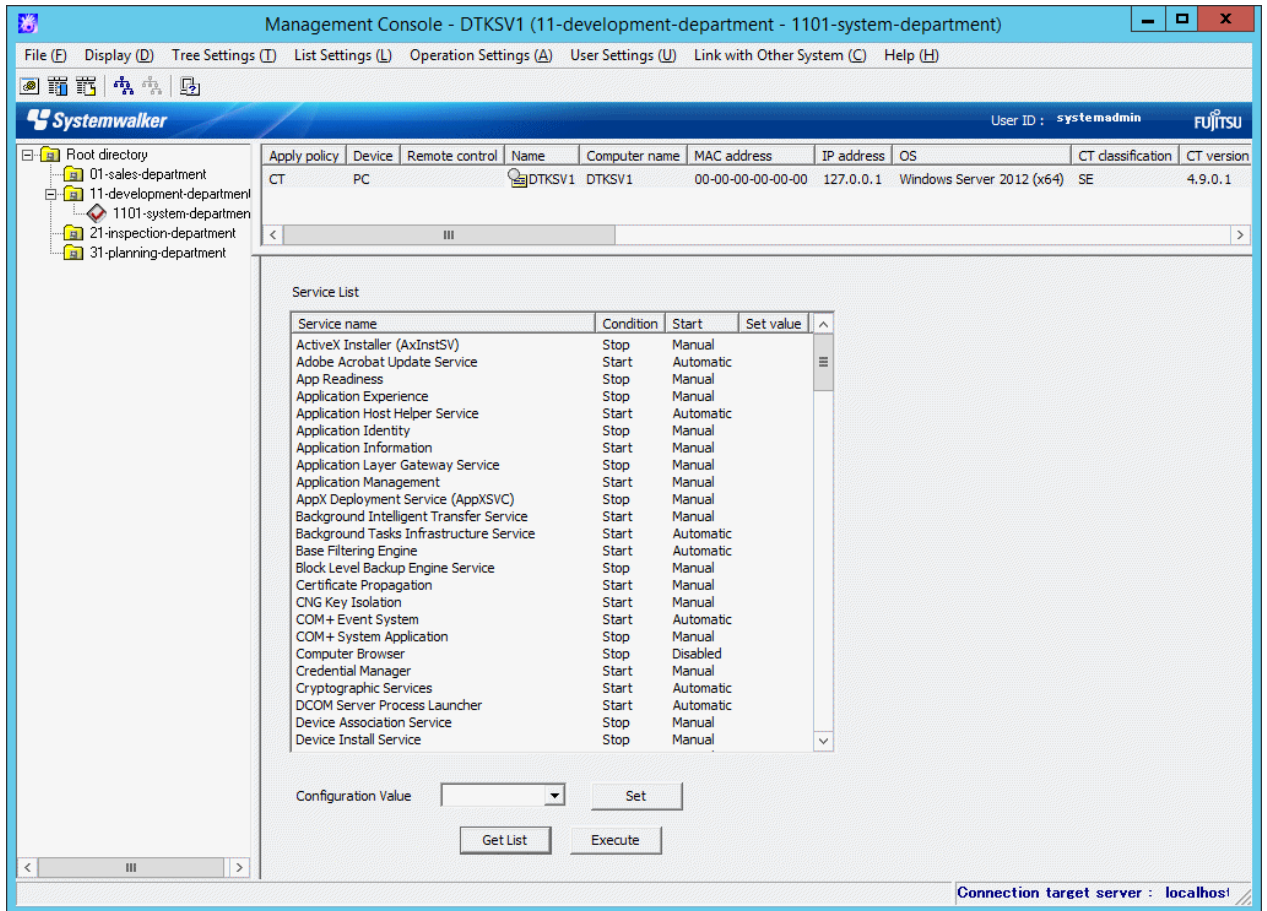 Management Console - DTKSV1 (11-development-department - 1101-system-department)
File (F) Display (D) Tree Settings (T) List Settings (L) Operation Settings (A) User Settings (U) Link with Other System (C) Help (H)
Systemwalker User ID : systemadmin FUJITSU
Root directory
01-sales-department
11-development-department
1101-system-departmen
21-inspection-department
31-planning-department
Apply policy Device Remote control Name Computer name MAC address IP address OS CT classification CT version
CT PC DTKSV1 DTKSV1 00-00-00-00-00-00 127.0.0.1 Windows Server 2012 (x64) SE 4.9.0.1
Service List
Service name Condition Start Set value
ActiveX Installer (AxInstSV) Stop Manual
Adobe Acrobat Update Service Start Automatic
App Readiness Stop Manual
Application Experience Stop Manual
Application Host Helper Service Start Automatic
Application Identity Stop Manual
Application Information Start Manual
Application Layer Gateway Service Stop Manual
Application Management Start Manual
AppX Deployment Service (AppXSVC) Stop Manual
Background Intelligent Transfer Service Start Manual
Background Tasks Infrastructure Service Start Automatic
Base Filtering Engine Start Automatic
Block Level Backup Engine Service Stop Manual
Certificate Propagation Start Manual
CNG Key Isolation Start Manual
COM+ Event System Start Automatic
COM+ System Application Stop Manual
Computer Browser Stop Disabled
Credential Manager Start Manual
Cryptographic Services Start Automatic
DCOM Server Process Launcher Start Automatic
Device Association Service Stop Manual
Device Install Service Stop Manual
Configuration Value Set
Get List Execute
Connection target server : localhost